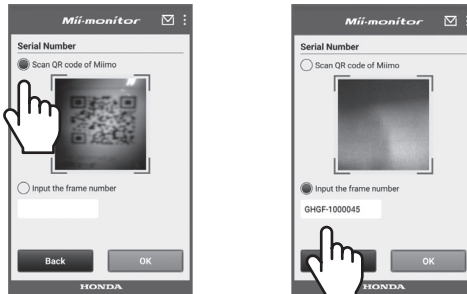 Mii-monitor
Serial Number
Scan QR code of Miimo
Input the frame number
Back
OK
HONDA
Mii-monitor
Serial Number
Scan QR code of Miimo
Input the frame number
GHGF-1000045
OK
HONDA